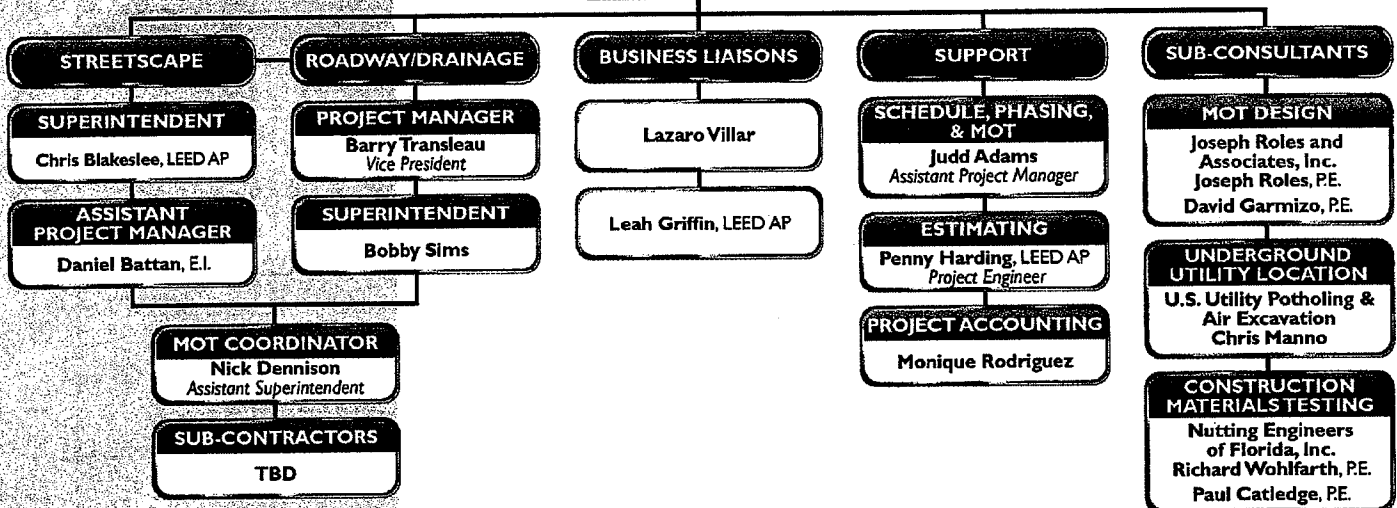 STREETSCAPE
SUPERINTENDENT
Chris Blakeslee, LEED AP
ASSISTANT
PROJECT MANAGER
Daniel Battan, E.I.
ROADWAY/DRAINAGE
PROJECT MANAGER
Barry Transleau
Vice President
SUPERINTENDENT
Bobby Sims
MOT COORDINATOR
Nick Dennison
Assistant Superintendent
SUB-CONTRACTORS
TBD
BUSINESS LIAISONS
Lazaro Villar
Leah Griffin, LEED AP
SUPPORT
SCHEDULE, PHASING,
& MOT
Judd Adams
Assistant Project Manager
ESTIMATING
Penny Harding, LEED AP
Project Engineer
PROJECT ACCOUNTING
Monique Rodriguez
SUB-CONSULTANTS
MOT DESIGN
Joseph Roles and
Associates, Inc.
Joseph Roles, P.E.
David Garmizo, P.E.
UNDERGROUND
UTILITY LOCATION
U.S. Utility Potholing &
Air Excavation
Chris Manno
CONSTRUCTION
MATERIALS TESTING
Nutting Engineers
of Florida, Inc.
Richard Wohlfarth, P.E.
Paul Catledge, P.E.